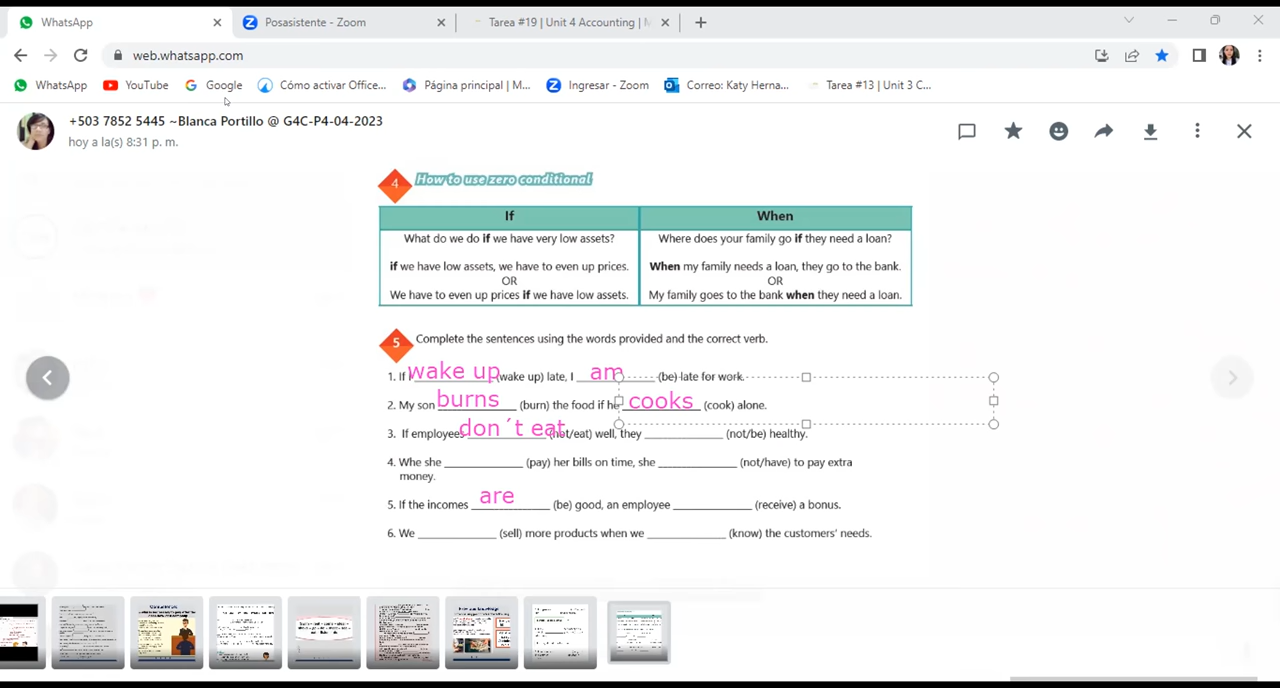 WhatsApp
Posasistente - Zoom
Tarea #19 | Unit 4 Accounting |
web.whatsapp.com
WhatsApp YouTube Google Cómo activar Office... Página principal | M... Ingresar - Zoom Correo: Katy Herna... Tarea #13 | Unit 3 C...
+503 7852 5445 ~Blanca Portillo @ G4C-P4-04-2023
hoy a la(s) 8:31 p. m.
4 How to use zero conditional
If When
What do we do if we have very low assets? Where does your family go if they need a loan?
if we have low assets, we have to even up prices. When my family needs a loan, they go to the bank.
OR OR
We have to even up prices if we have low assets. My family goes to the bank when they need a loan.
5 Complete the sentences using the words provided and the correct verb.
1. If I wake up (wake up) late, I am (be) late for work.
2. My son burns (burn) the food if he cooks (cook) alone.
3. If employees don´t eat (not/eat) well, they ____________ (not/be) healthy.
4. Whe she ____________ (pay) her bills on time, she ____________ (not/have) to pay extra
money.
5. If the incomes are (be) good, an employee ____________ (receive) a bonus.
6. We ____________ (sell) more products when we ____________ (know) the customers' needs.